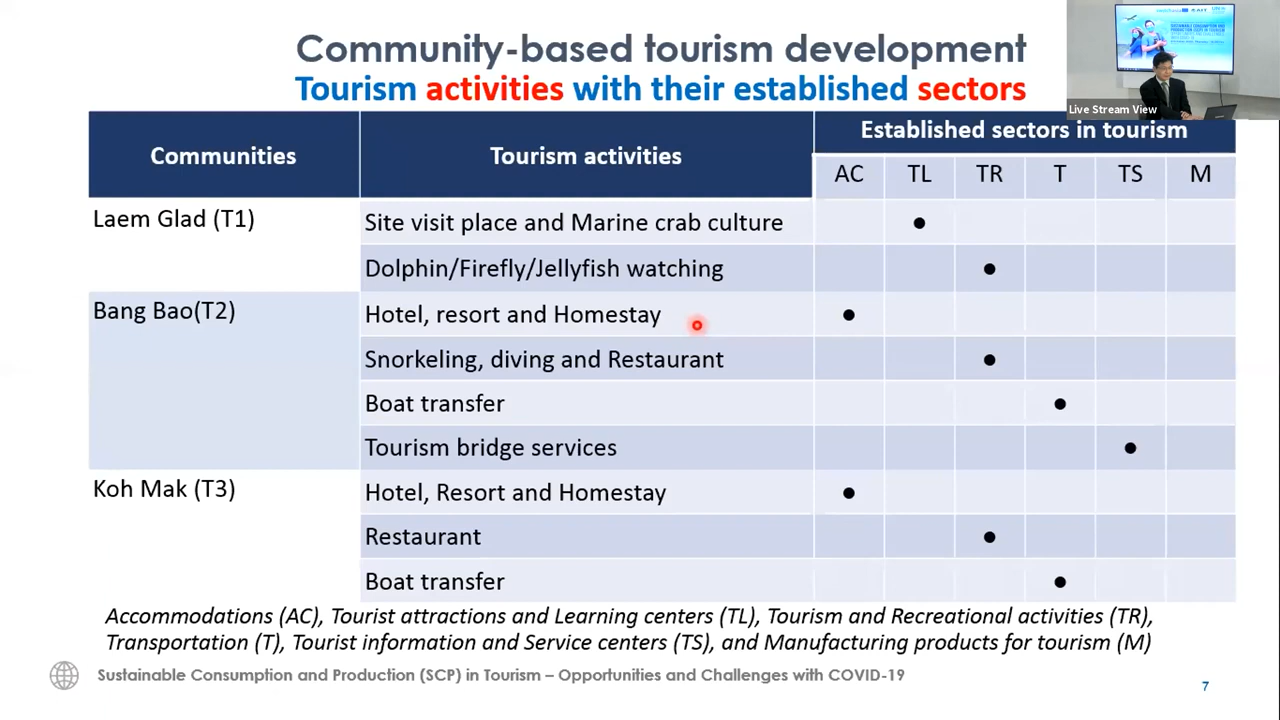 Community-based tourism development
Tourism activities with their established sectors
Live Stream View
Communities
Tourism activities
Established sectors in tourism
AC TL TR T TS M
Laem Glad (T1)
Site visit place and Marine crab culture ●
Dolphin/Firefly/Jellyfish watching ●
Bang Bao(T2)
Hotel, resort and Homestay ●
Snorkeling, diving and Restaurant ●
Boat transfer ●
Tourism bridge services ●
Koh Mak (T3)
Hotel, Resort and Homestay ●
Restaurant ●
Boat transfer ●
Accommodations (AC), Tourist attractions and Learning centers (TL), Tourism and Recreational activities (TR),
Transportation (T), Tourist information and Service centers (TS), and Manufacturing products for tourism (M)
Sustainable Consumption and Production (SCP) in Tourism – Opportunities and Challenges with COVID-19
7